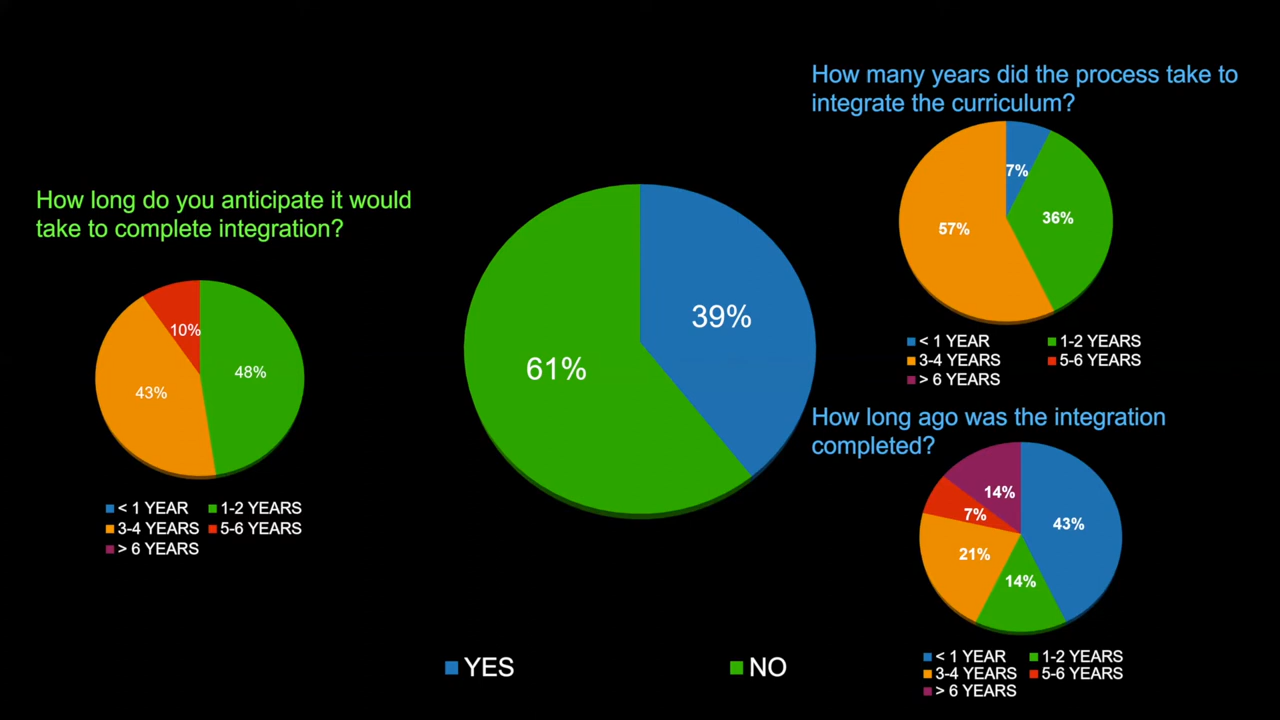 How long do you anticipate it would
take to complete integration?
10%
48%
43%
< 1 YEAR 1-2 YEARS
3-4 YEARS 5-6 YEARS
> 6 YEARS
39%
61%
YES NO
How many years did the process take to
integrate the curriculum?
7%
36%
57%
< 1 YEAR 1-2 YEARS
3-4 YEARS 5-6 YEARS
> 6 YEARS
How long ago was the integration
completed?
14%
7%
43%
21%
14%
< 1 YEAR 1-2 YEARS
3-4 YEARS 5-6 YEARS
> 6 YEARS